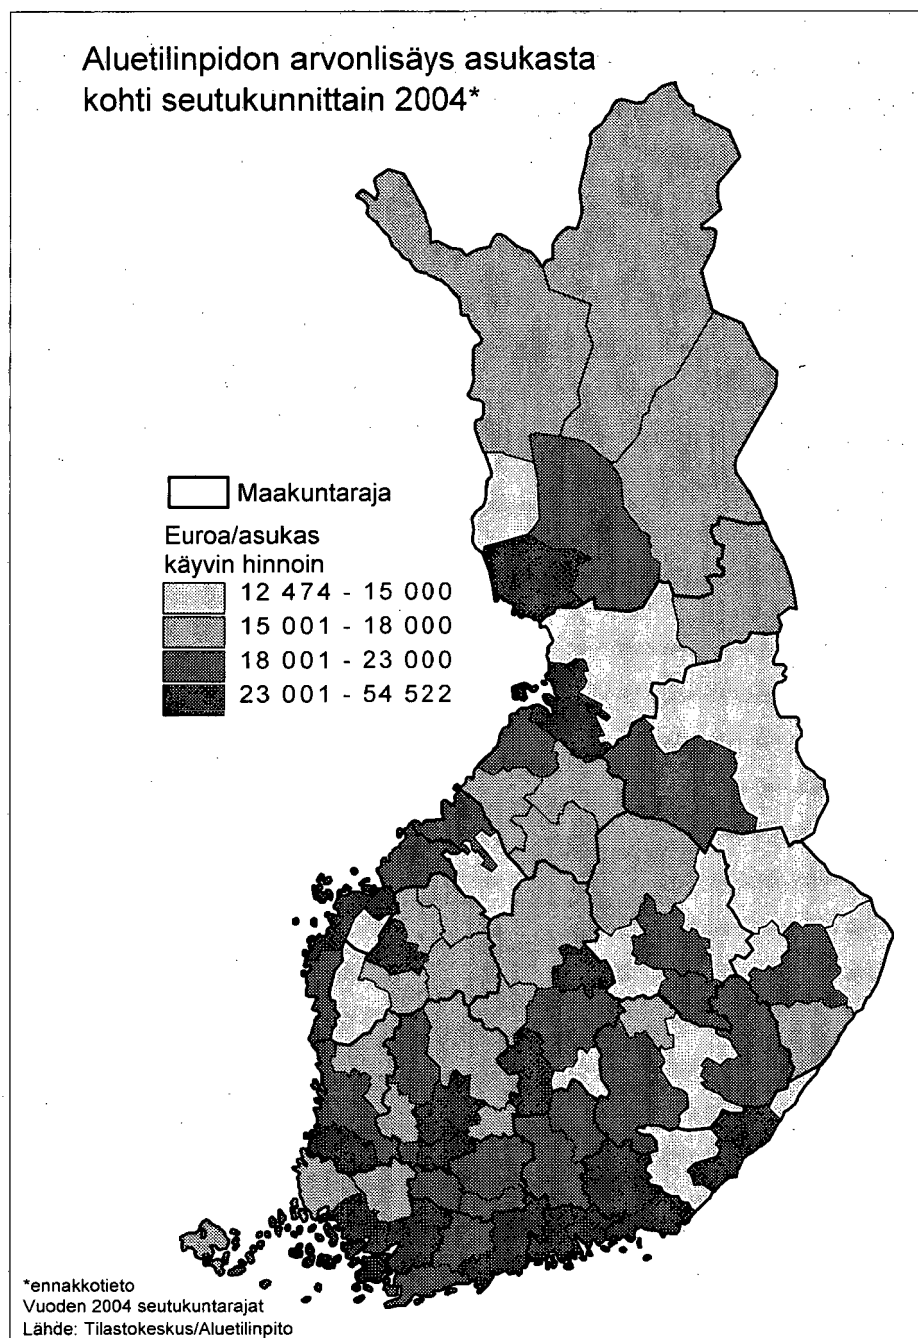 Aluetilinpidon arvonlisäys asukasta
kohti seutukunnittain 2004*
Maakuntaraja
Euroa/asukas
käyvin hinnoin
12 474 - 15 000
15 001 - 18 000
18 001 - 23 000
23 001 - 54 522
*ennakkotieto
Vuoden 2004 seutukuntarajat
Lähde: Tilastokeskus/Aluetilinpito